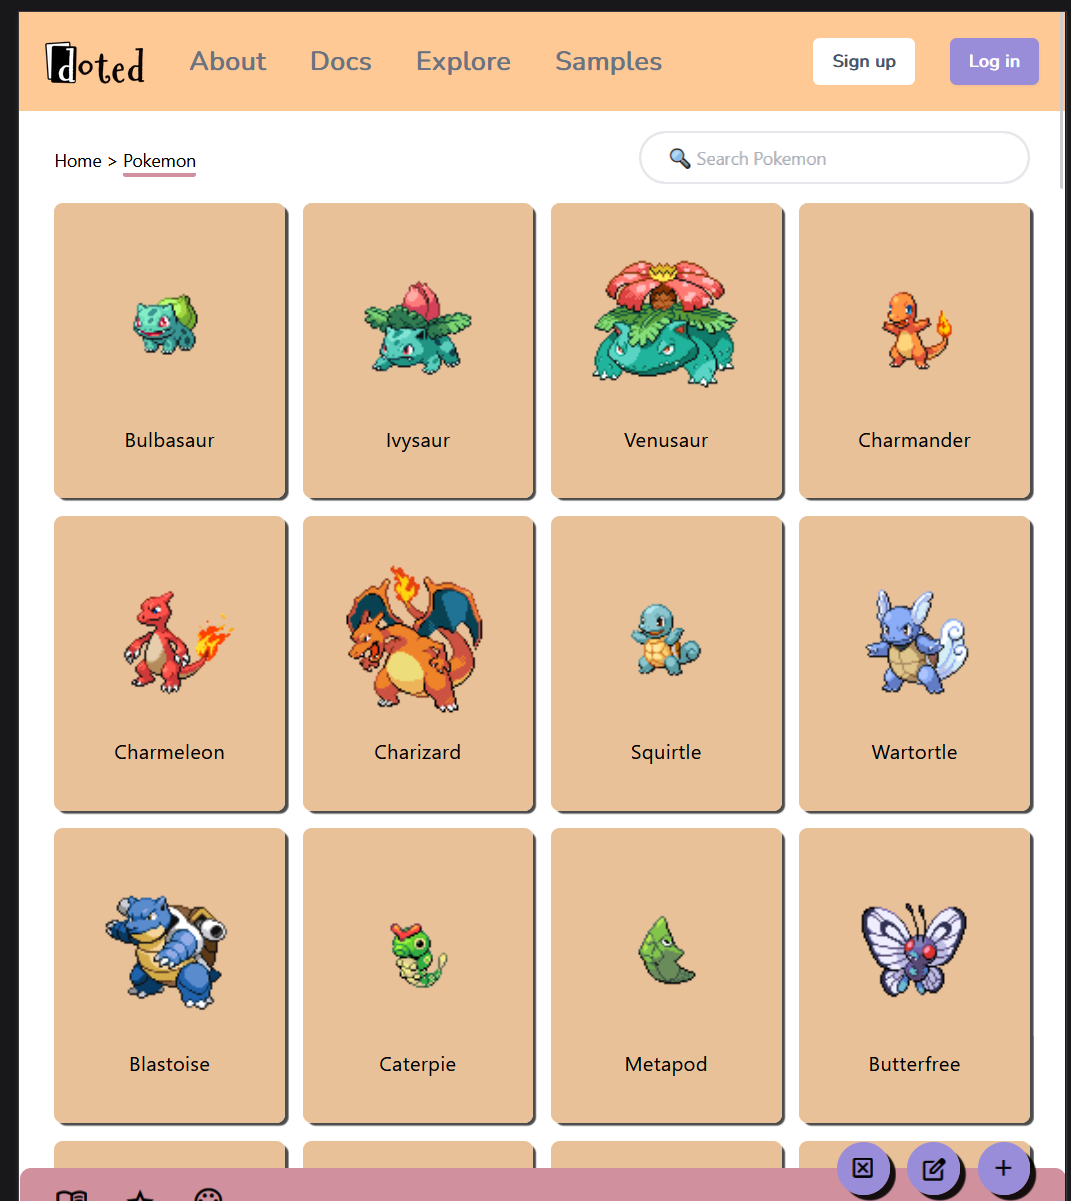 doted About Docs Explore Samples Sign up Log in
Home > Pokemon Search Pokemon
Bulbasaur Ivysaur Venusaur Charmander
Charmeleon Charizard Squirtle Wartortle
Blastoise Caterpie Metapod Butterfree